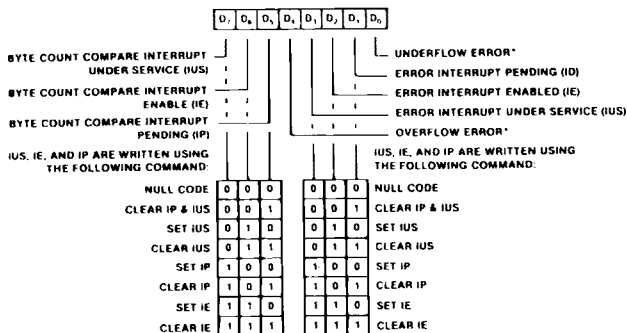 D7 D6 D5 D4 D3 D2 D1 D0
BYTE COUNT COMPARE INTERRUPT
UNDER SERVICE (IUS)
BYTE COUNT COMPARE INTERRUPT
ENABLE (IE)
BYTE COUNT COMPARE INTERRUPT
PENDING (IP)
IUS, IE, AND IP ARE WRITTEN USING
THE FOLLOWING COMMAND:
UNDERFLOW ERROR*
ERROR INTERRUPT PENDING (ID)
ERROR INTERRUPT ENABLED (IE)
ERROR INTERRUPT UNDER SERVICE (IUS)
OVERFLOW ERROR*
IUS, IE, AND IP ARE WRITTEN USING
THE FOLLOWING COMMAND:
NULL CODE 0 0 0 0 0 0 NULL CODE
CLEAR IP & IUS 0 0 1 0 0 1 CLEAR IP & IUS
SET IUS 0 1 0 0 1 0 SET IUS
CLEAR IUS 0 1 1 0 1 1 CLEAR IUS
SET IP 1 0 0 1 0 0 SET IP
CLEAR IP 1 0 1 1 0 1 CLEAR IP
SET IE 1 1 0 1 1 0 SET IE
CLEAR IE 1 1 1 1 1 1 CLEAR IE